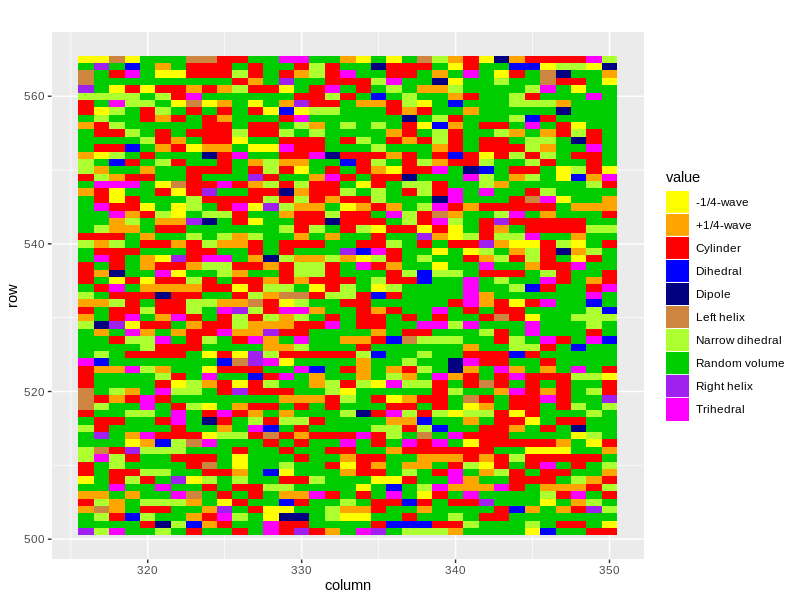 560
540
520
500
320
330
340
350
column
row
value
-1/4-wave
+1/4-wave
Cylinder
Dihedral
Dipole
Left helix
Narrow dihedral
Random volume
Right helix
Trihedral